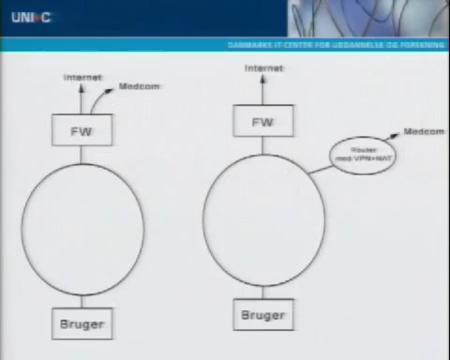 UNI•C
DANMARKS IT-CENTER FOR UDDANNELSE OG FORSKNING
Internet
Medcom
FW
Bruger
Internet
FW
Router
med VPN+NAT
Medcom
Bruger